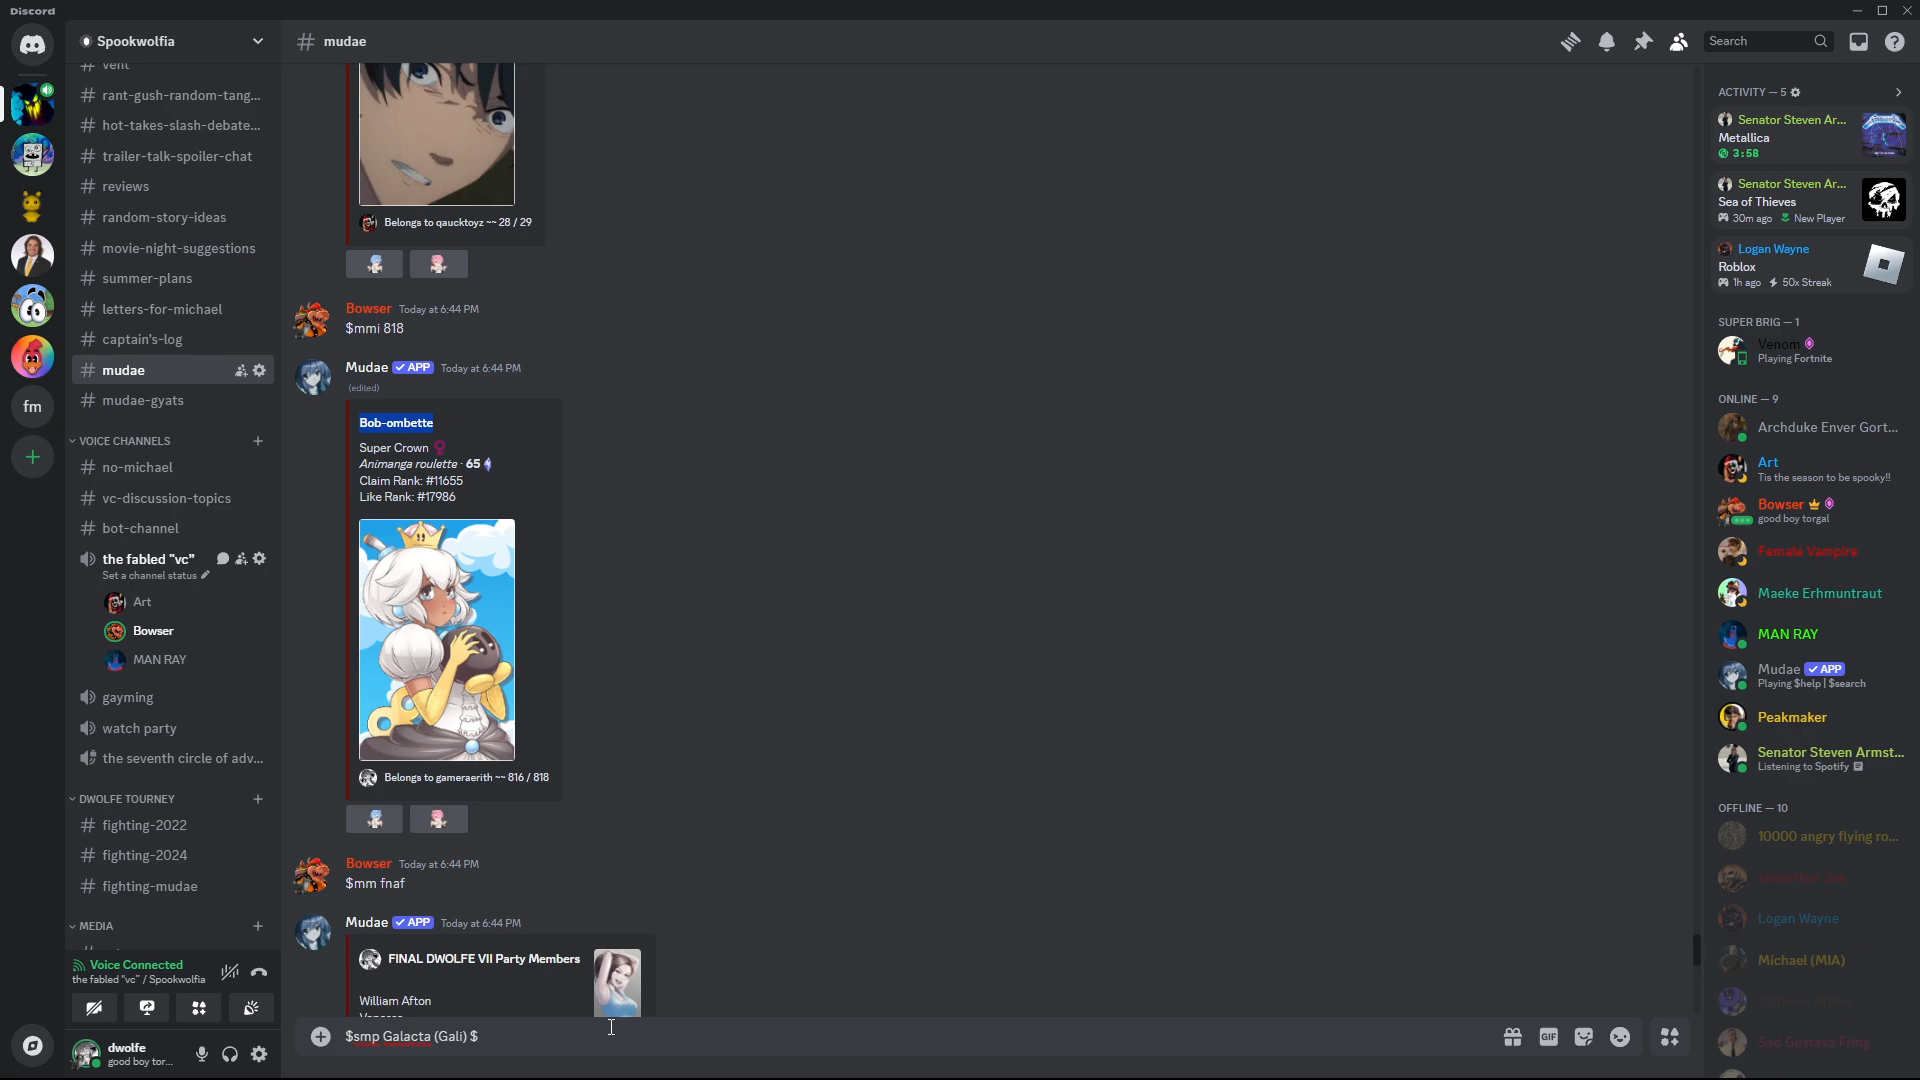 Discord
Spookwolfia
vent
rant-gush-random-tang...
hot-takes-slash-debate...
trailer-talk-spoiler-chat
reviews
random-story-ideas
movie-night-suggestions
summer-plans
letters-for-michael
captain's-log
mudae
mudae-gyats
VOICE CHANNELS
no-michael
vc-discussion-topics
bot-channel
the fabled "vc"
Set a channel status
Art
Bowser
MAN RAY
gayming
watch party
the seventh circle of adv...
DWOLFE TOURNEY
fighting-2022
fighting-2024
fighting-mudae
MEDIA
Voice Connected
the fabled "vc" / Spookwolfia
dwolfe
good boy tor...
fm
mudae
Search
Belongs to qaucktoyz ~~ 28 / 29
Bowser Today at 6:44 PM
$mmi 818
Mudae APP Today at 6:44 PM
(edited)
Bob-ombette
Super Crown
Animanga roulette · 65
Claim Rank: #11655
Like Rank: #17986
Belongs to gameraerith ~~ 816 / 818
Bowser Today at 6:44 PM
$mm fnaf
Mudae APP Today at 6:44 PM
FINAL DWOLFE VII Party Members
William Afton
$smp Galacta (Gali) $
GIF
ACTIVITY — 5
Senator Steven Ar...
Metallica
3:58
Senator Steven Ar...
Sea of Thieves
30m ago New Player
Logan Wayne
Roblox
1h ago 50x Streak
SUPER BRIG — 1
Venom
Playing Fortnite
ONLINE — 9
Archduke Enver Gort...
Art
Tis the season to be spooky!!
Bowser
good boy torgal
Female Vampire
Maeke Erhmuntraut
MAN RAY
Mudae APP
Playing $help | $search
Peakmaker
Senator Steven Armst...
Listening to Spotify
OFFLINE — 10
10000 angry flying ro...
Logan Wayne
Michael (MIA)
Sad Gustavo Fring